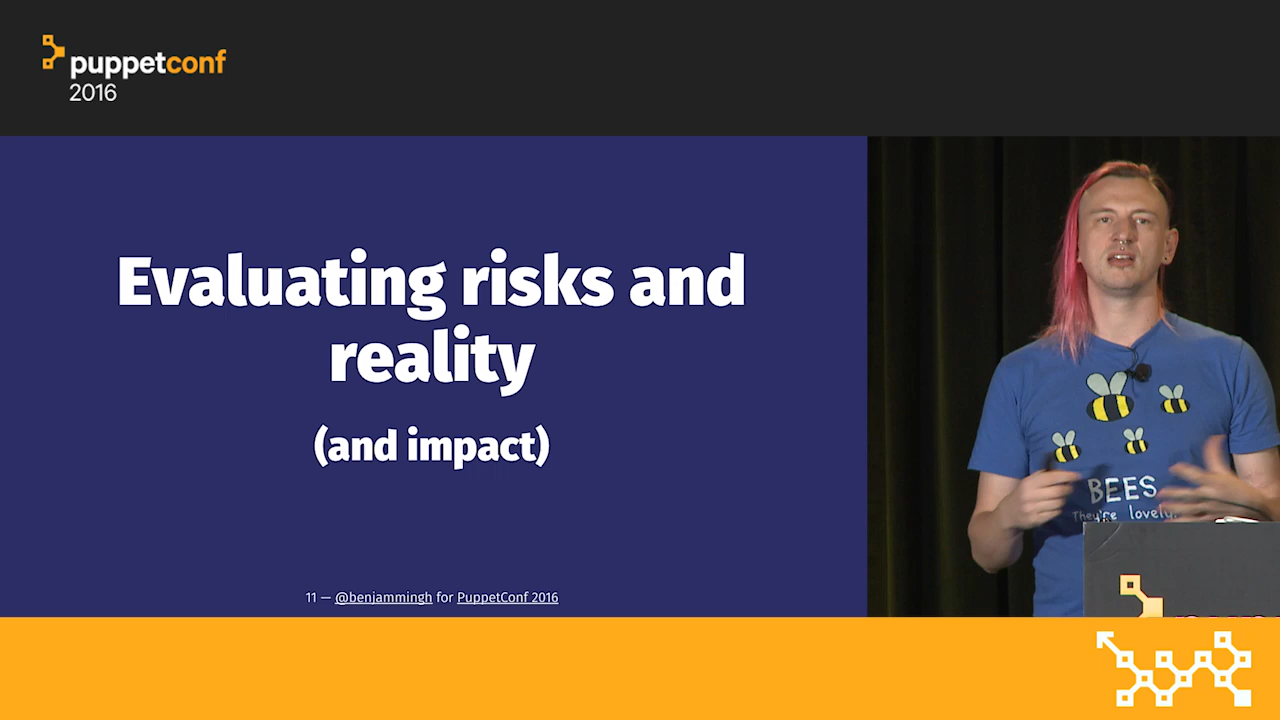 puppetconf
2016
Evaluating risks and
reality
(and impact)
11 — @benjammingh for PuppetConf 2016
BEES
They're lovely.